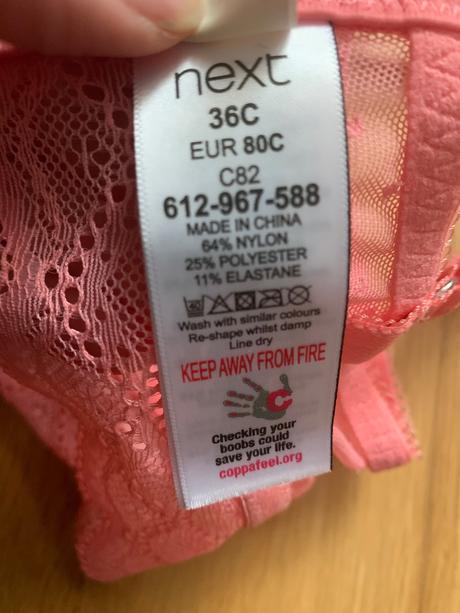 next
36C
EUR 80C
C82
612-967-588
MADE IN CHINA
64% NYLON
25% POLYESTER
11% ELASTANE
Wash with similar colours
Re-shape whilst damp
Line dry
KEEP AWAY FROM FIRE
C
Checking your
boobs could
save your life.
coppafeel.org